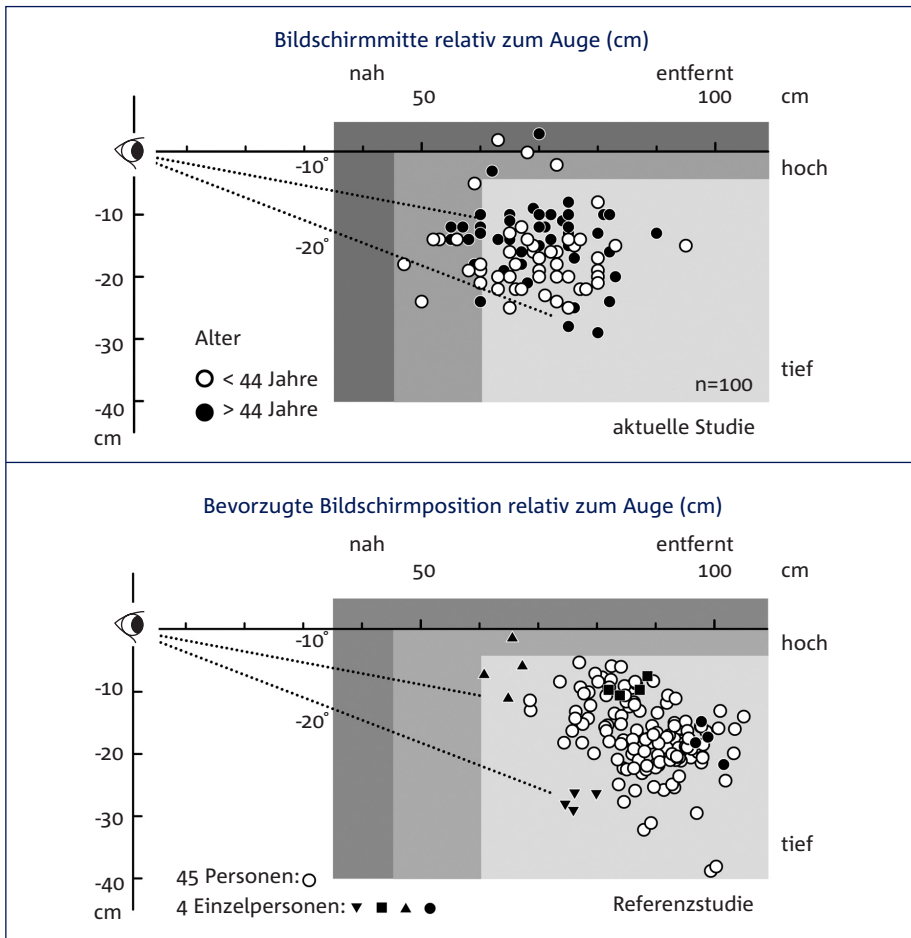 Bildschirmmitte relativ zum Auge (cm)
nah entfernt
50 100 cm
-10° hoch
-10
-20°
-20
-30
Alter
tief
< 44 Jahre
n=100
> 44 Jahre
-40
aktuelle Studie
cm
Bevorzugte Bildschirmposition relativ zum Auge (cm)
nah entfernt
50 100 cm
-10° hoch
-10
-20°
-20
-30
tief
45 Personen:
-40
4 Einzelpersonen:
Referenzstudie
cm